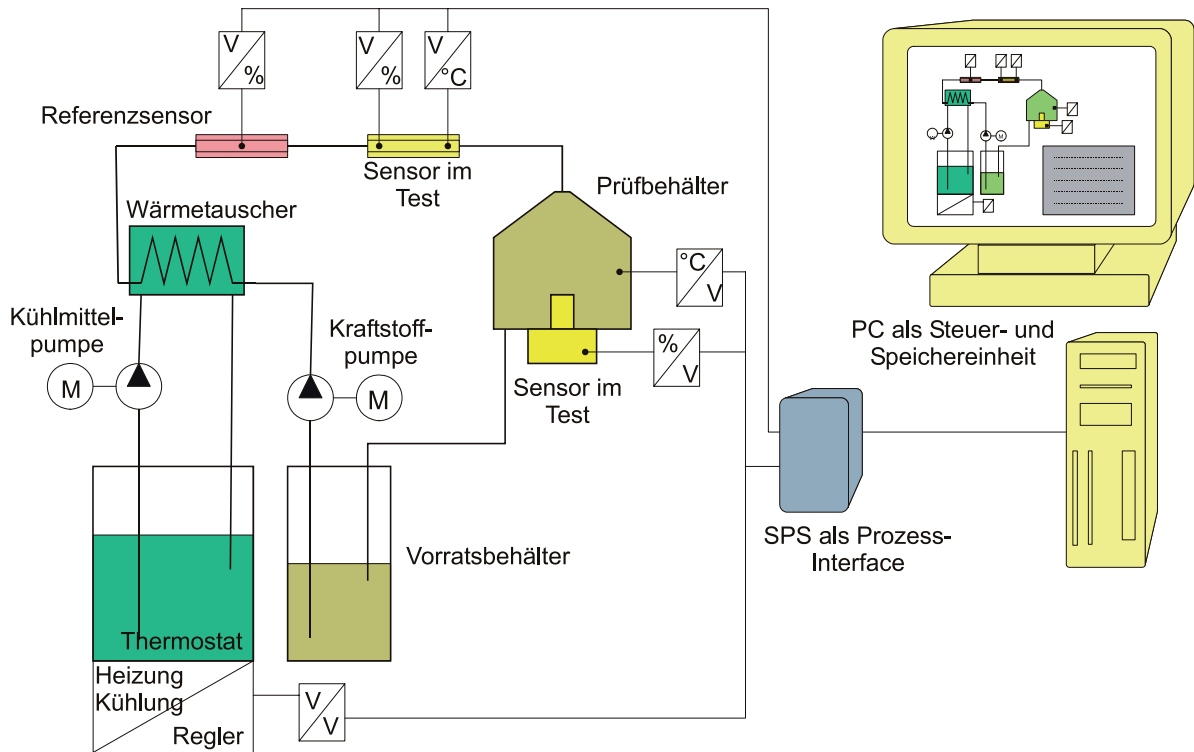 V
%
V
%
V
°C
Referenzsensor
Sensor im
Test
Prüfbehälter
Wärmetauscher
°C
V
Kühlmittel-
pumpe
Kraftstoff-
pumpe
PC als Steuer- und
Speichereinheit
%
V
M
M
Sensor im
Test
Vorratsbehälter
SPS als Prozess-
Interface
Thermostat
Heizung
Kühlung
Regler
V
V
M